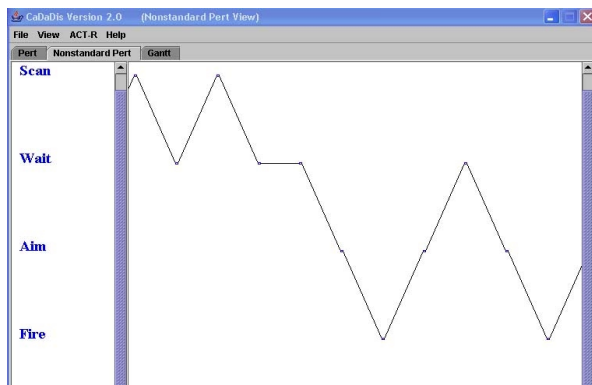 CaDaDis Version 2.0 (Nonstandard Pert View)
File View ACT-R Help
Pert Nonstandard Pert Gantt
Scan
Wait
Aim
Fire